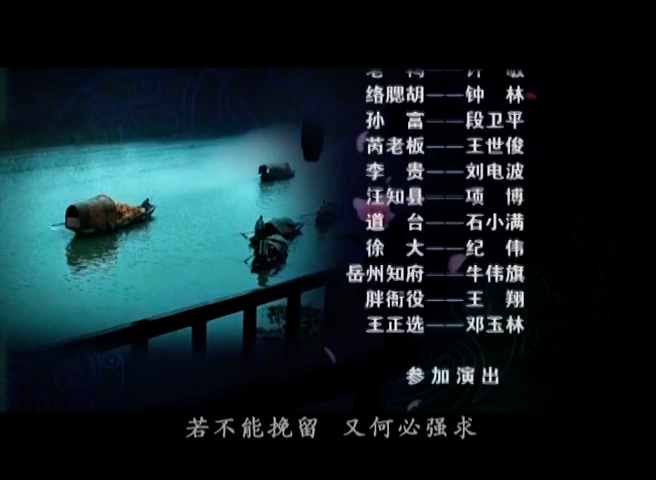 络腮胡——钟　林
孙　富——段卫平
芮老板——王世俊
李　贵——刘电波
汪知县——项　博
道　台——石小满
徐　大——纪　伟
岳州知府——牛伟旗
胖衙役——王　翔
王正选——邓玉林
参加演出
若不能挽留　又何必强求